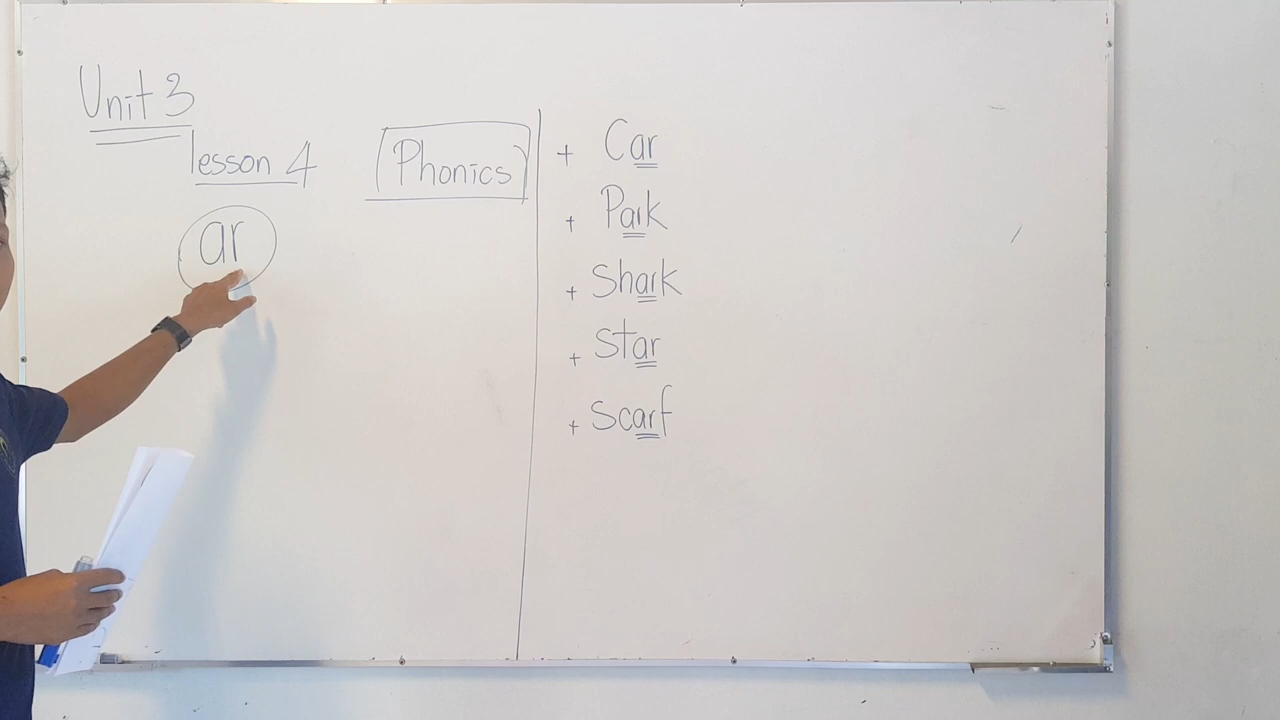 Unit 3
lesson 4
Phonics
ar
+ Car
+ Park
+ Shark
+ Star
+ Scarf